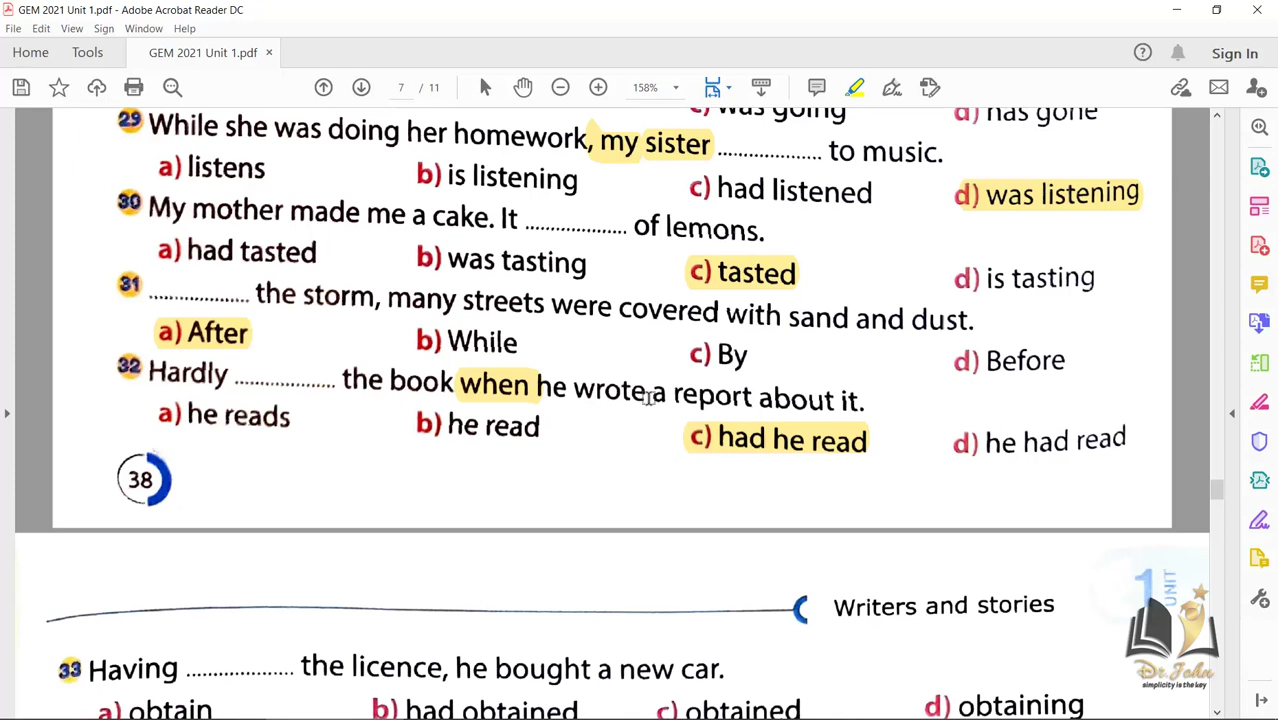 GEM 2021 Unit 1.pdf - Adobe Acrobat Reader DC
File Edit View Sign Window Help
Home Tools GEM 2021 Unit 1.pdf × Sign In
7 / 11 158%
c) was going d) has gone
29 While she was doing her homework, my sister .................... to music.
a) listens b) is listening c) had listened d) was listening
30 My mother made me a cake. It .................... of lemons.
a) had tasted b) was tasting c) tasted d) is tasting
31 .................... the storm, many streets were covered with sand and dust.
a) After b) While c) By d) Before
32 Hardly .................... the book when he wrote a report about it.
a) he reads b) he read c) had he read d) he had read
38
1 UNIT
Writers and stories
33 Having .................... the licence, he bought a new car.
a) obtain b) had obtained c) obtained d) obtaining
Dr. John
simplicity is the key